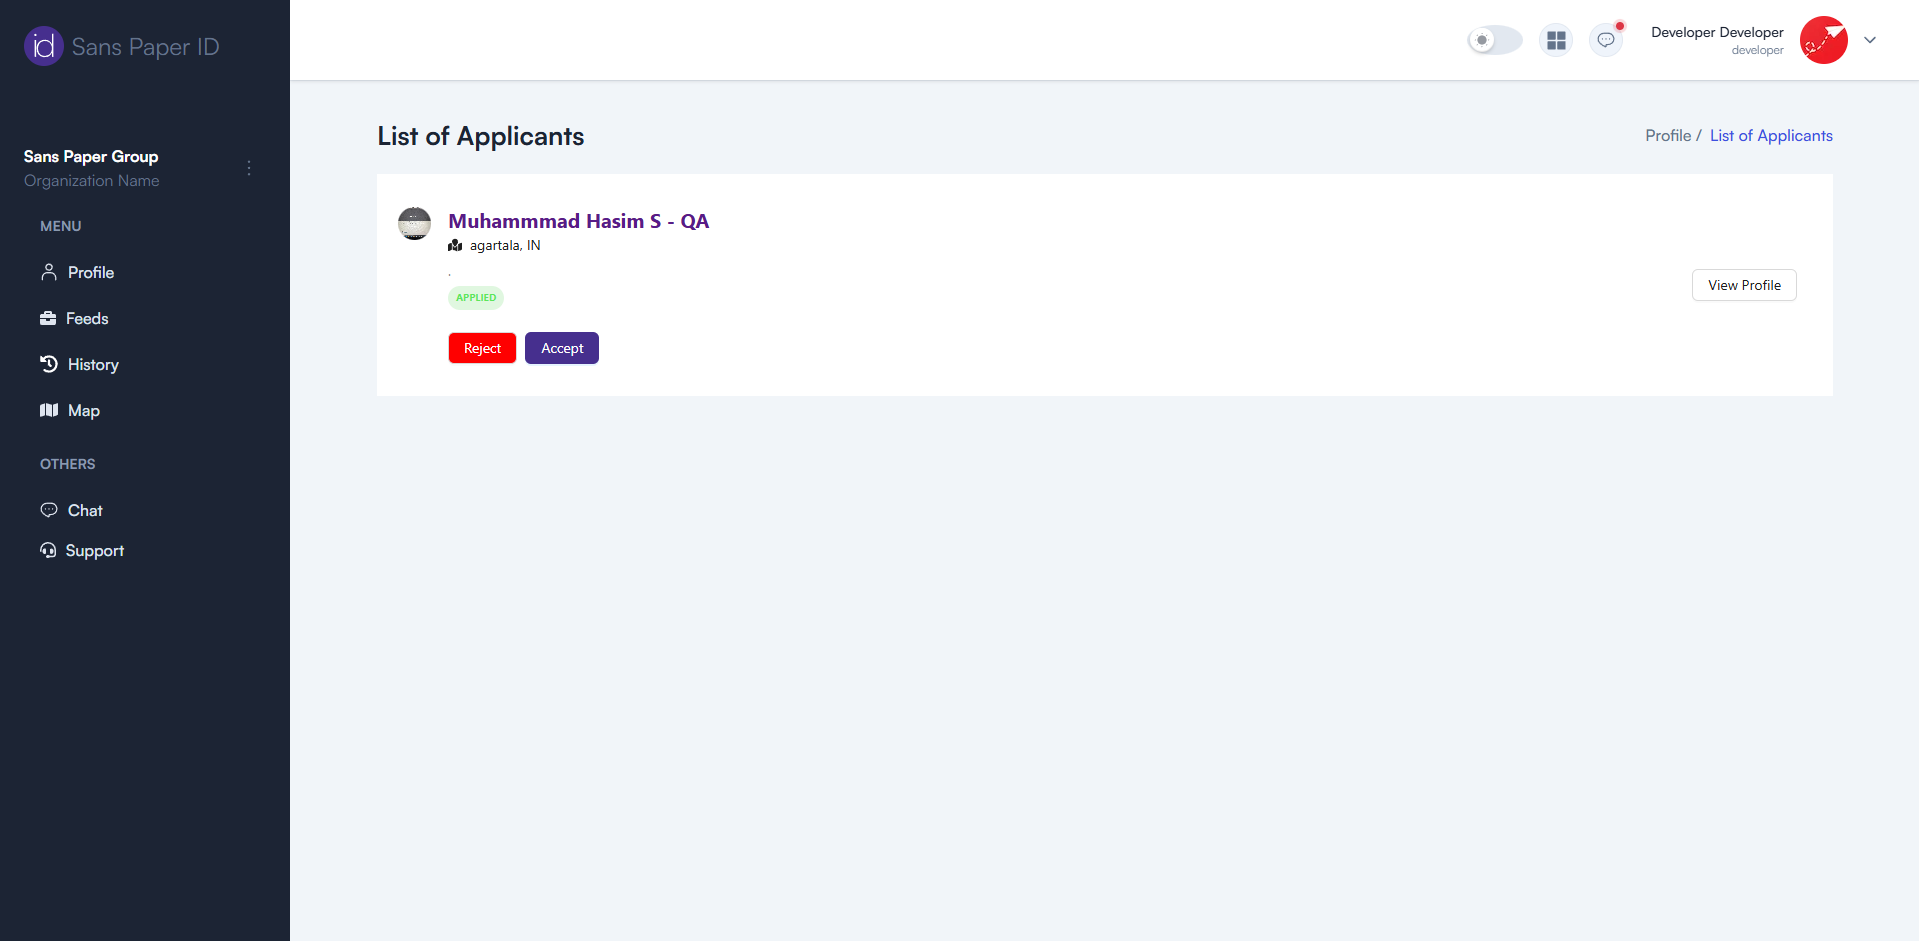 id Sans Paper ID
Developer Developer
developer
Sans Paper Group
Organization Name
MENU
Profile
Feeds
History
Map
OTHERS
Chat
Support
List of Applicants
Profile / List of Applicants
Muhammmad Hasim S - QA
agartala, IN
.
APPLIED
View Profile
Reject Accept